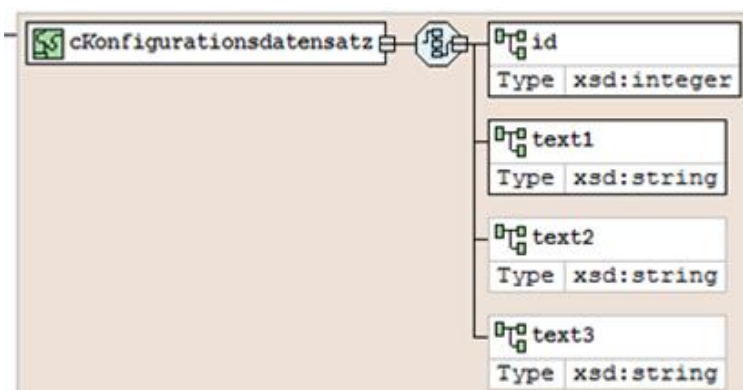 cKonfigurationsdatensatz
id
Type xsd:integer
text1
Type xsd:string
text2
Type xsd:string
text3
Type xsd:string